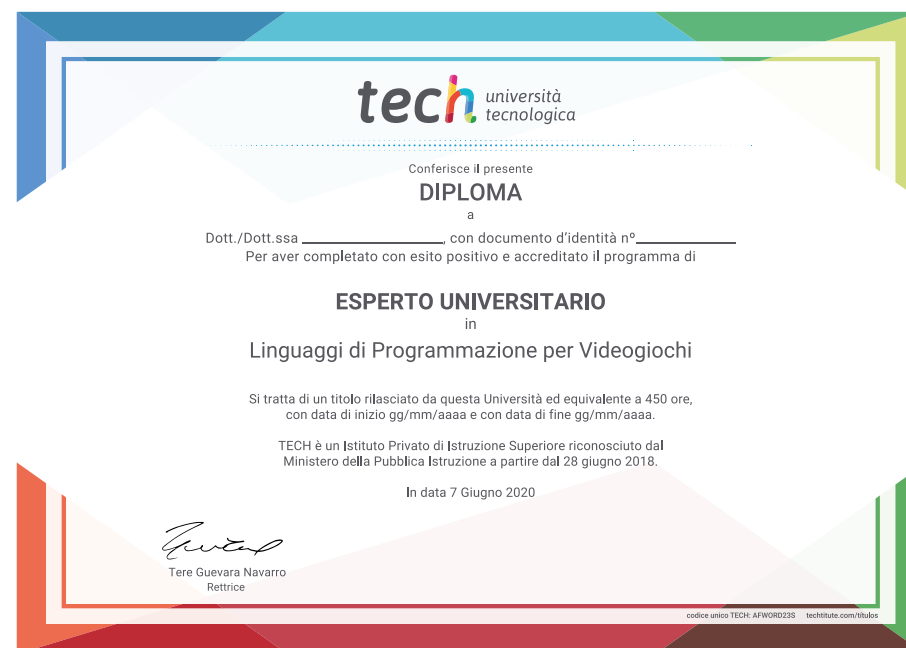 tech università
tecnologica
Conferisce il presente
DIPLOMA
a
Dott./Dott.ssa ____________________, con documento d'identità nº______________
Per aver completato con esito positivo e accreditato il programma di
ESPERTO UNIVERSITARIO
in
Linguaggi di Programmazione per Videogiochi
Si tratta di un titolo rilasciato da questa Università ed equivalente a 450 ore,
con data di inizio gg/mm/aaaa e con data di fine gg/mm/aaaa.
TECH è un Istituto Privato di Istruzione Superiore riconosciuto dal
Ministero della Pubblica Istruzione a partire dal 28 giugno 2018.
In data 7 Giugno 2020
Tere Guevara Navarro
Rettrice
codice unico TECH: AFWORD23S techtitute.com/titulos